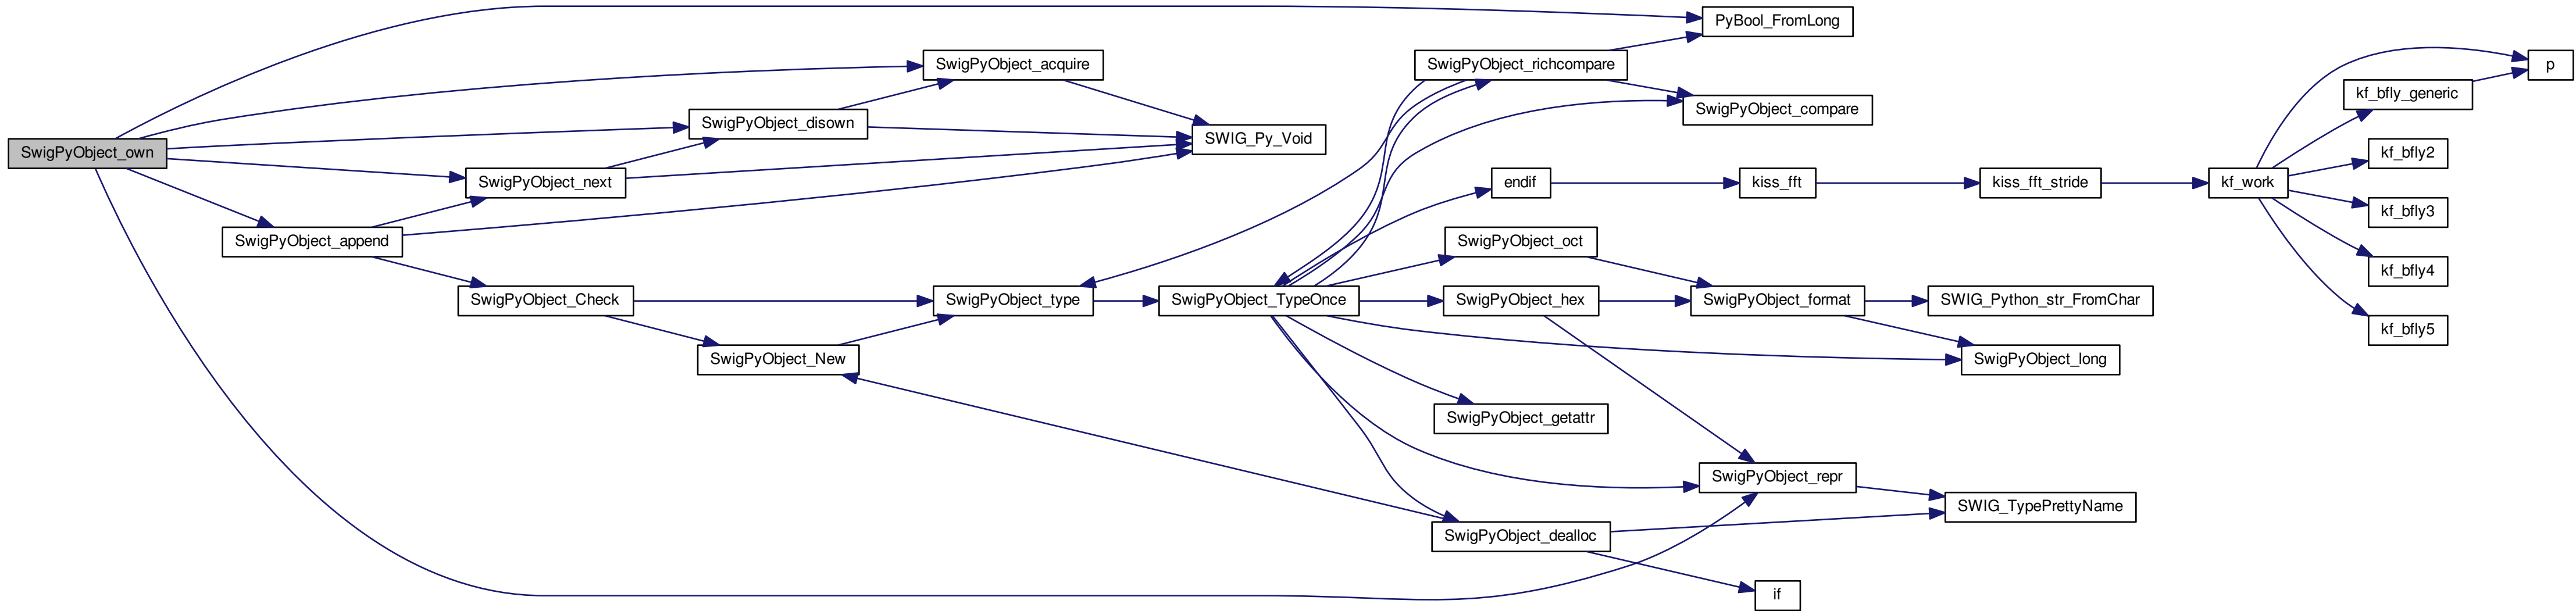 SwigPyObject_own
SwigPyObject_append
SwigPyObject_next
SwigPyObject_Check
SwigPyObject_disown
SwigPyObject_New
SwigPyObject_acquire
SwigPyObject_type
SWIG_Py_Void
SwigPyObject_TypeOnce
SwigPyObject_richcompare
endif
SwigPyObject_oct
SwigPyObject_hex
SwigPyObject_getattr
SwigPyObject_dealloc
PyBool_FromLong
SwigPyObject_compare
kiss_fft
SwigPyObject_format
SwigPyObject_repr
if
SWIG_Python_str_FromChar
SwigPyObject_long
SWIG_TypePrettyName
kiss_fft_stride
kf_work
p
kf_bfly_generic
kf_bfly2
kf_bfly3
kf_bfly4
kf_bfly5